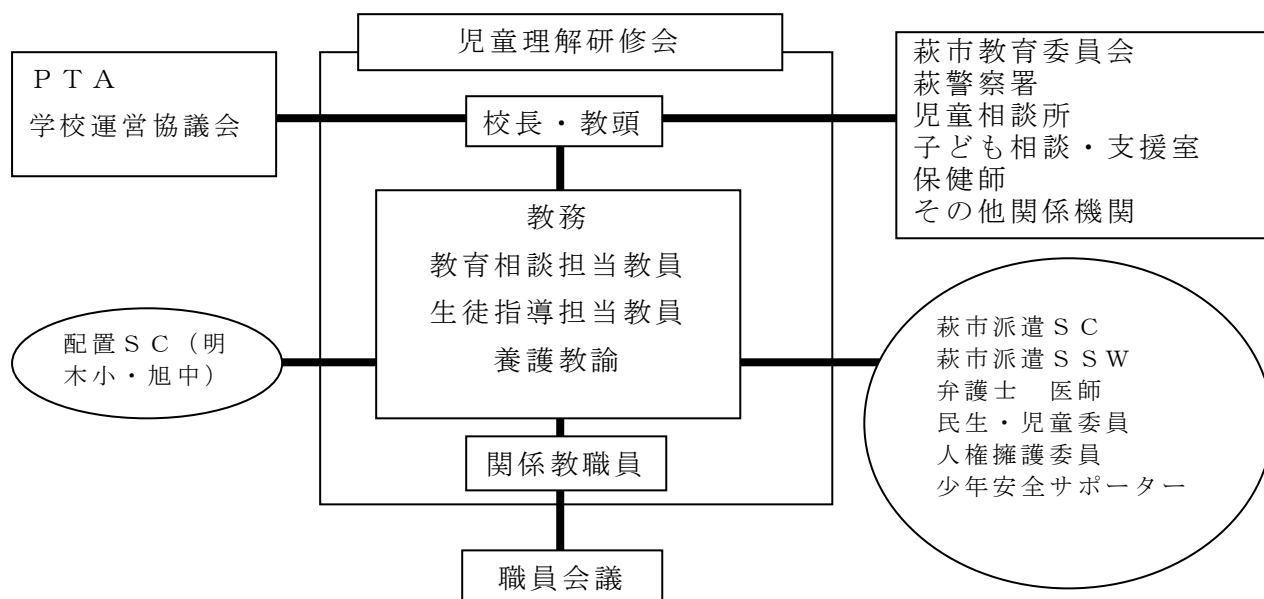 児童理解研修会
ＰＴＡ
学校運営協議会
校長・教頭
萩市教育委員会
萩警察署
児童相談所
子ども相談・支援室
保健師
その他関係機関
教務
教育相談担当教員
生徒指導担当教員
養護教諭
配置ＳＣ（明
木小・旭中）
萩市派遣ＳＣ
萩市派遣ＳＳＷ
弁護士　医師
民生・児童委員
人権擁護委員
少年安全サポーター
関係教職員
職員会議